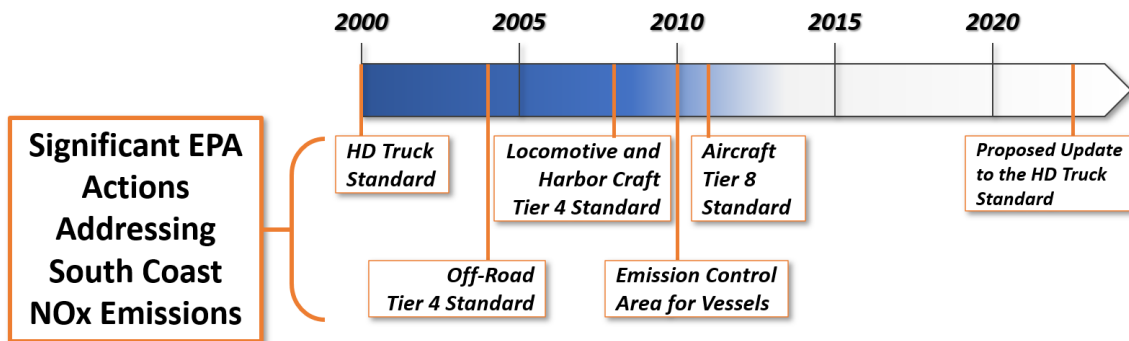 2000
2005
2010
2015
2020
Significant EPA
Actions
Addressing
South Coast
NOx Emissions
HD Truck
Standard
Locomotive and
Harbor Craft
Tier 4 Standard
Aircraft
Tier 8
Standard
Proposed Update
to the HD Truck
Standard
Off-Road
Tier 4 Standard
Emission Control
Area for Vessels